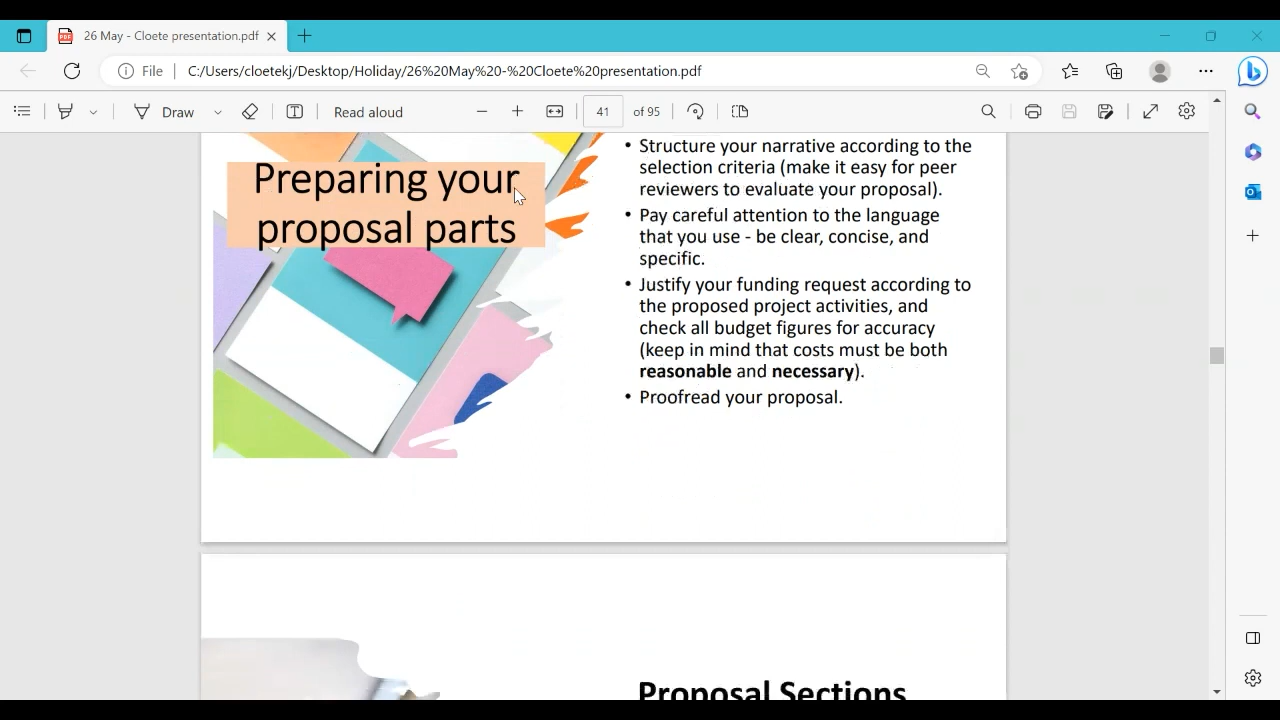 26 May - Cloete presentation.pdf
File
C:/Users/cloetekj/Desktop/Holiday/26%20May%20-%20Cloete%20presentation.pdf
Draw
Read aloud
41
of 95
Preparing your
proposal parts
• Structure your narrative according to the
selection criteria (make it easy for peer
reviewers to evaluate your proposal).
• Pay careful attention to the language
that you use - be clear, concise, and
specific.
• Justify your funding request according to
the proposed project activities, and
check all budget figures for accuracy
(keep in mind that costs must be both
reasonable and necessary).
• Proofread your proposal.
Proposal Sections